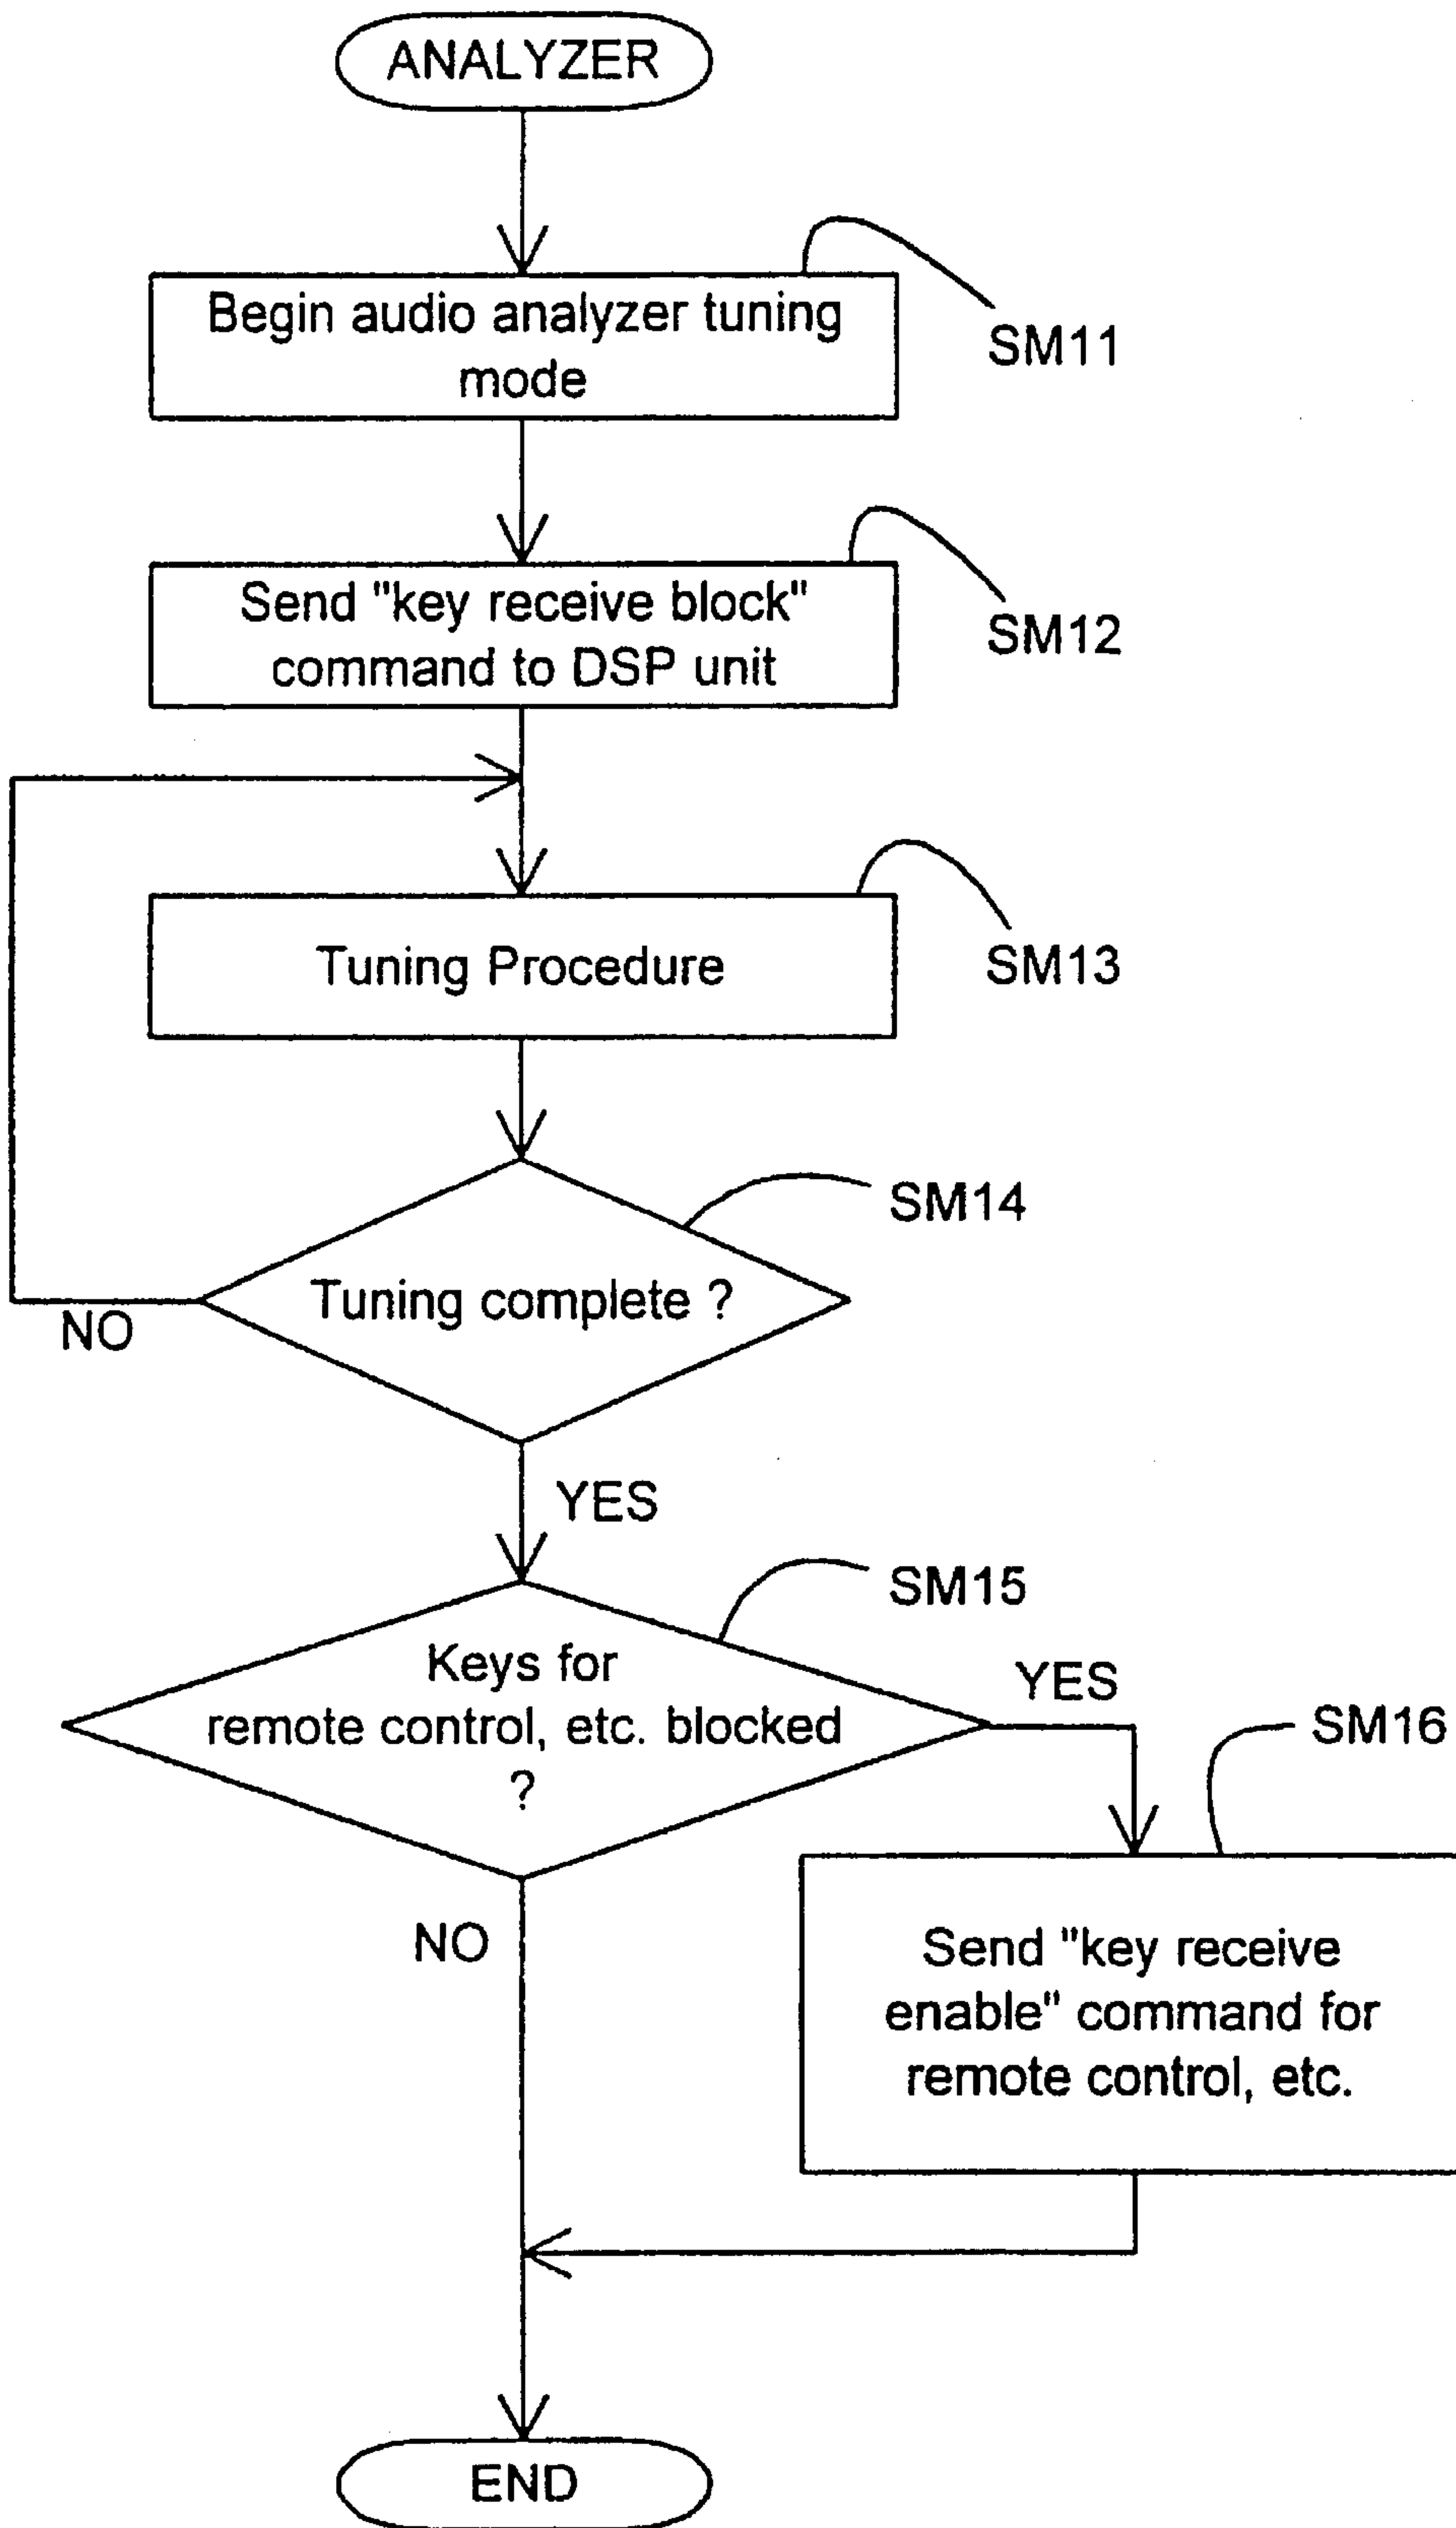 ANALYZER
Begin audio analyzer tuning
mode
SM11
Send "key receive block"
command to DSP unit
SM12
Tuning Procedure
SM13
SM14
Tuning complete ?
NO
YES
SM15
Keys for
remote control, etc. blocked
?
YES
SM16
NO
Send "key receive
enable" command for
remote control, etc.
END